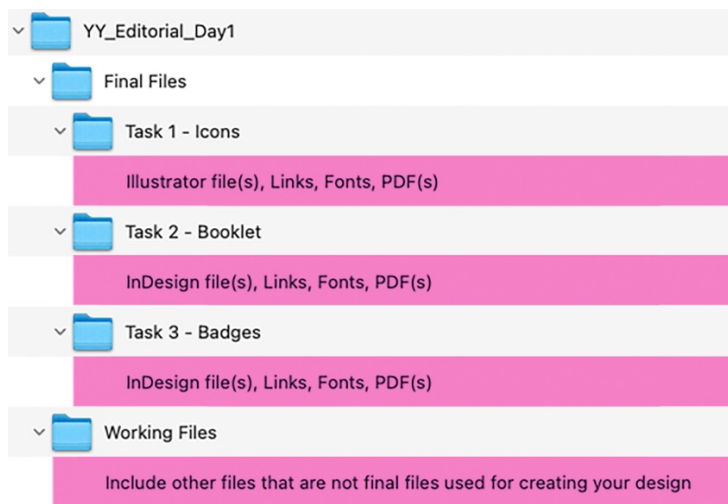 YY_Editorial_Day1
Final Files
Task 1 - Icons
Illustrator file(s), Links, Fonts, PDF(s)
Task 2 - Booklet
InDesign file(s), Links, Fonts, PDF(s)
Task 3 - Badges
InDesign file(s), Links, Fonts, PDF(s)
Working Files
Include other files that are not final files used for creating your design